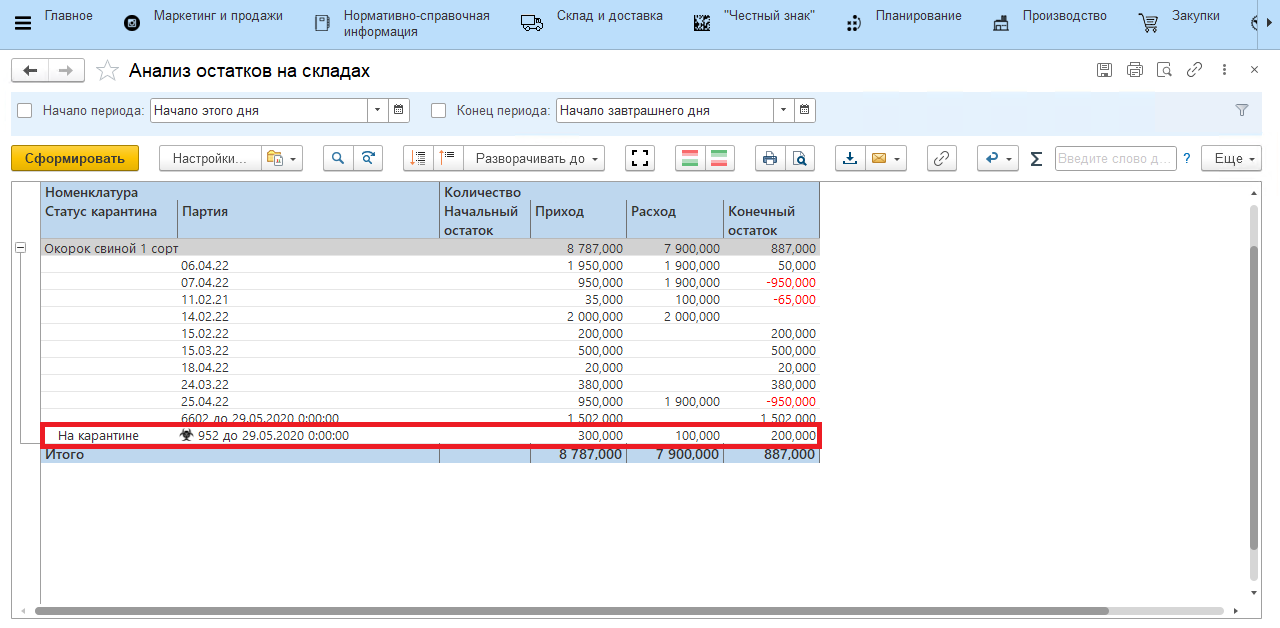 Главное
Маркетинг и продажи
Нормативно-справочная
информация
Склад и доставка
"Честный знак"
Планирование
Производство
Закупки
Анализ остатков на складах
Начало периода: Начало этого дня
Конец периода: Начало завтрашнего дня
Сформировать Настройки... Разворачивать до Σ Введите слово д... ? Еще
Номенклатура Количество
Статус карантина Партия Начальный Приход Расход Конечный
остаток остаток
Окорок свиной 1 сорт 8 787,000 7 900,000 887,000
06.04.22 1 950,000 1 900,000 50,000
07.04.22 950,000 1 900,000 -950,000
11.02.21 35,000 100,000 -65,000
14.02.22 2 000,000 2 000,000
15.02.22 200,000 200,000
15.03.22 500,000 500,000
18.04.22 20,000 20,000
24.03.22 380,000 380,000
25.04.22 950,000 1 900,000 -950,000
6602 до 29.05.2020 0:00:00 1 502,000 1 502,000
На карантине 952 до 29.05.2020 0:00:00 300,000 100,000 200,000
Итого 8 787,000 7 900,000 887,000